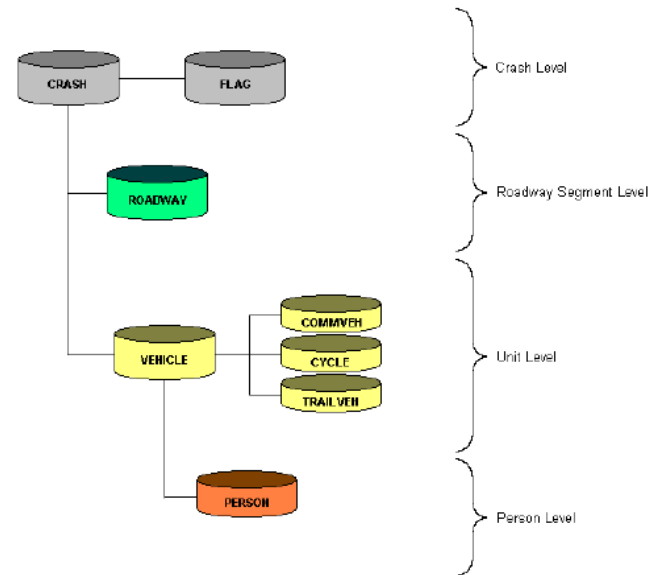 CRASH
FLAG
Crash Level
ROADWAY
Roadway Segment Level
COMMVEH
VEHICLE
CYCLE
Unit Level
TRAILVEH
PERSON
Person Level